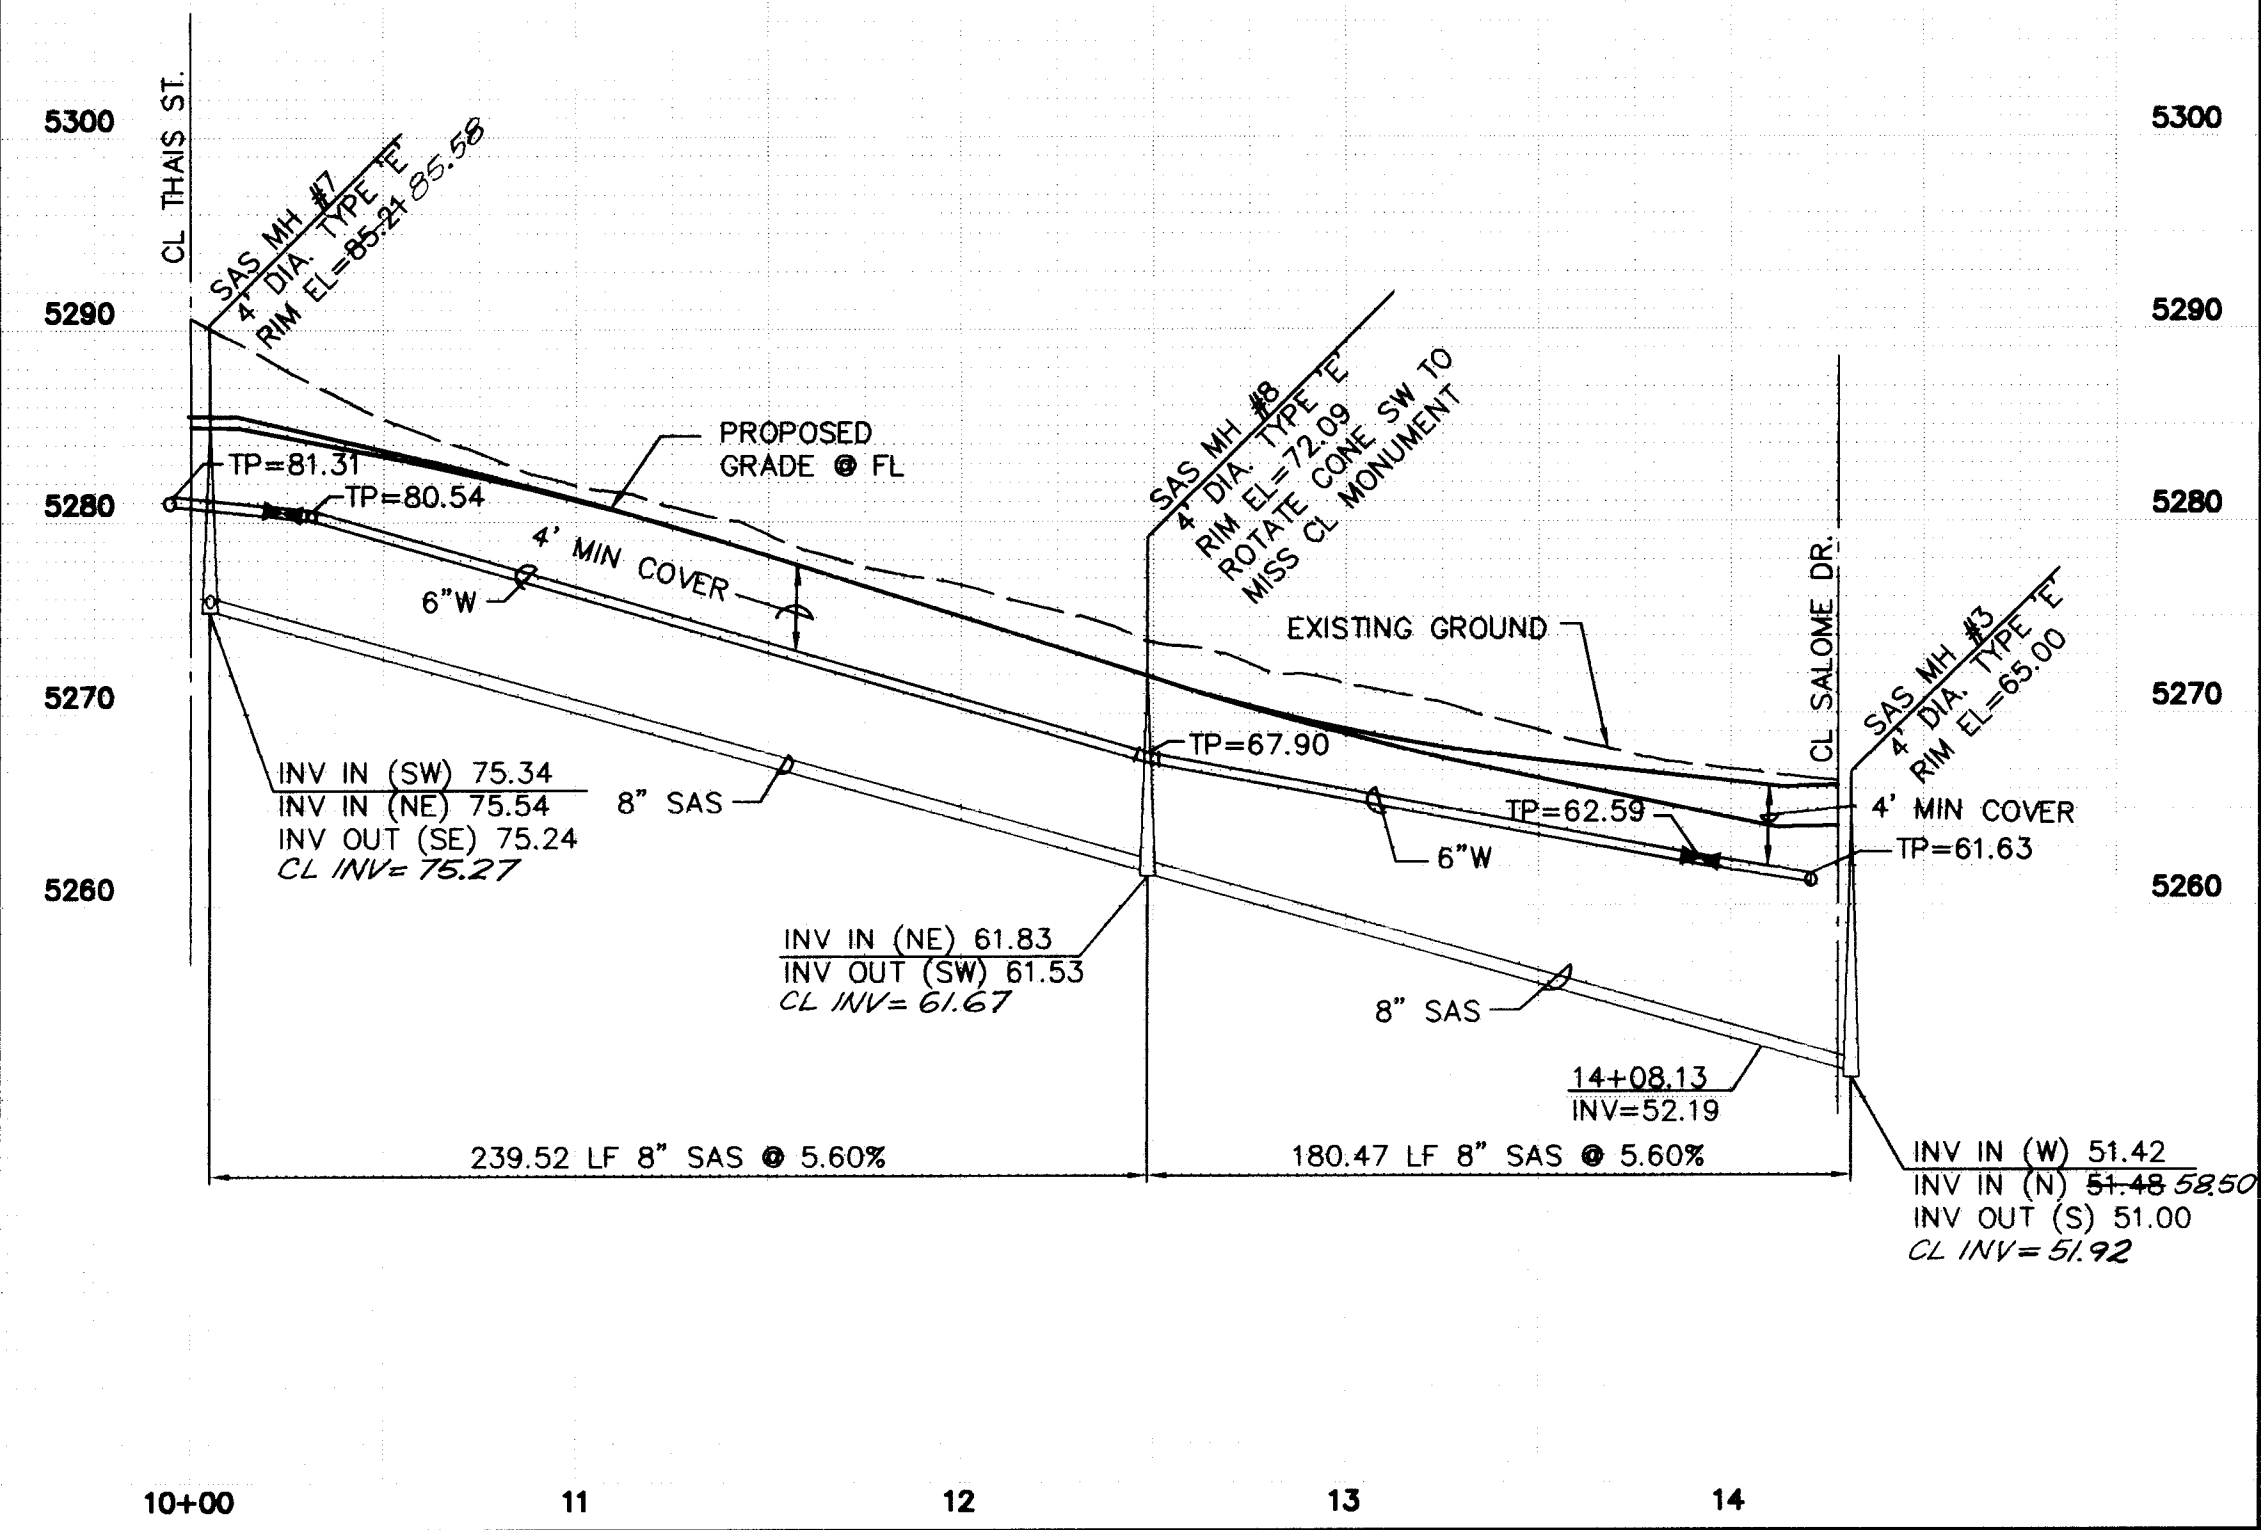 5300
5290
5280
5270
5260
CL THAIS ST.
SAS MH #7
4' DIA. TYPE 'E'
RIM EL=85.21 85.58
TP=81.31
TP=80.54
PROPOSED
GRADE @ FL
4' MIN COVER
6"W
8" SAS
INV IN (SW) 75.34
INV IN (NE) 75.54
INV OUT (SE) 75.24
CL INV= 75.27
SAS MH #8
4' DIA. TYPE 'E'
RIM EL=72.09
ROTATE CONE SW TO
MISS CL MONUMENT
EXISTING GROUND
TP=67.90
INV IN (NE) 61.83
INV OUT (SW) 61.53
CL INV= 61.67
TP=62.59
6"W
8" SAS
14+08.13
INV=52.19
CL SALOME DR.
SAS MH #3
4' DIA. TYPE 'E'
RIM EL=65.00
4' MIN COVER
TP=61.63
239.52 LF 8" SAS @ 5.60%
180.47 LF 8" SAS @ 5.60%
INV IN (W) 51.42
INV IN (N) 51.48 58.50
INV OUT (S) 51.00
CL INV= 51.92
5300
5290
5280
5270
5260
10+00 11 12 13 14